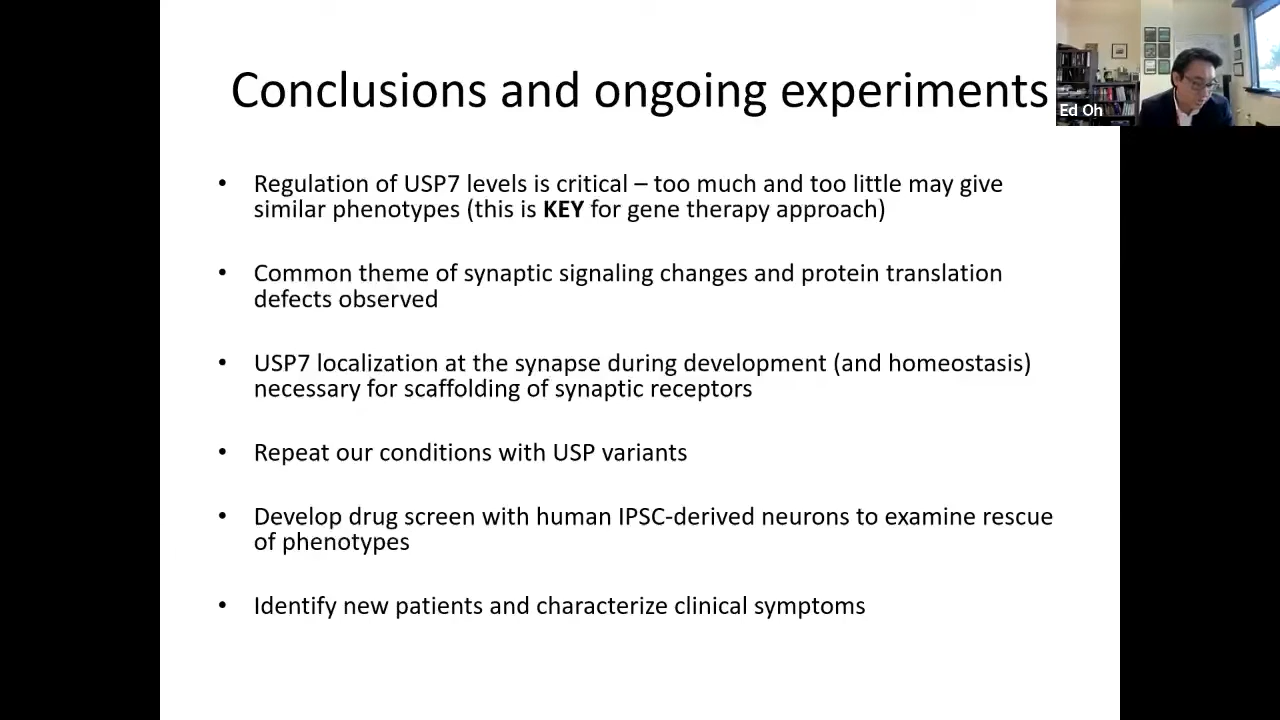 Conclusions and ongoing experiments
Ed Oh
• Regulation of USP7 levels is critical – too much and too little may give
similar phenotypes (this is KEY for gene therapy approach)
• Common theme of synaptic signaling changes and protein translation
defects observed
• USP7 localization at the synapse during development (and homeostasis)
necessary for scaffolding of synaptic receptors
• Repeat our conditions with USP variants
• Develop drug screen with human IPSC-derived neurons to examine rescue
of phenotypes
• Identify new patients and characterize clinical symptoms